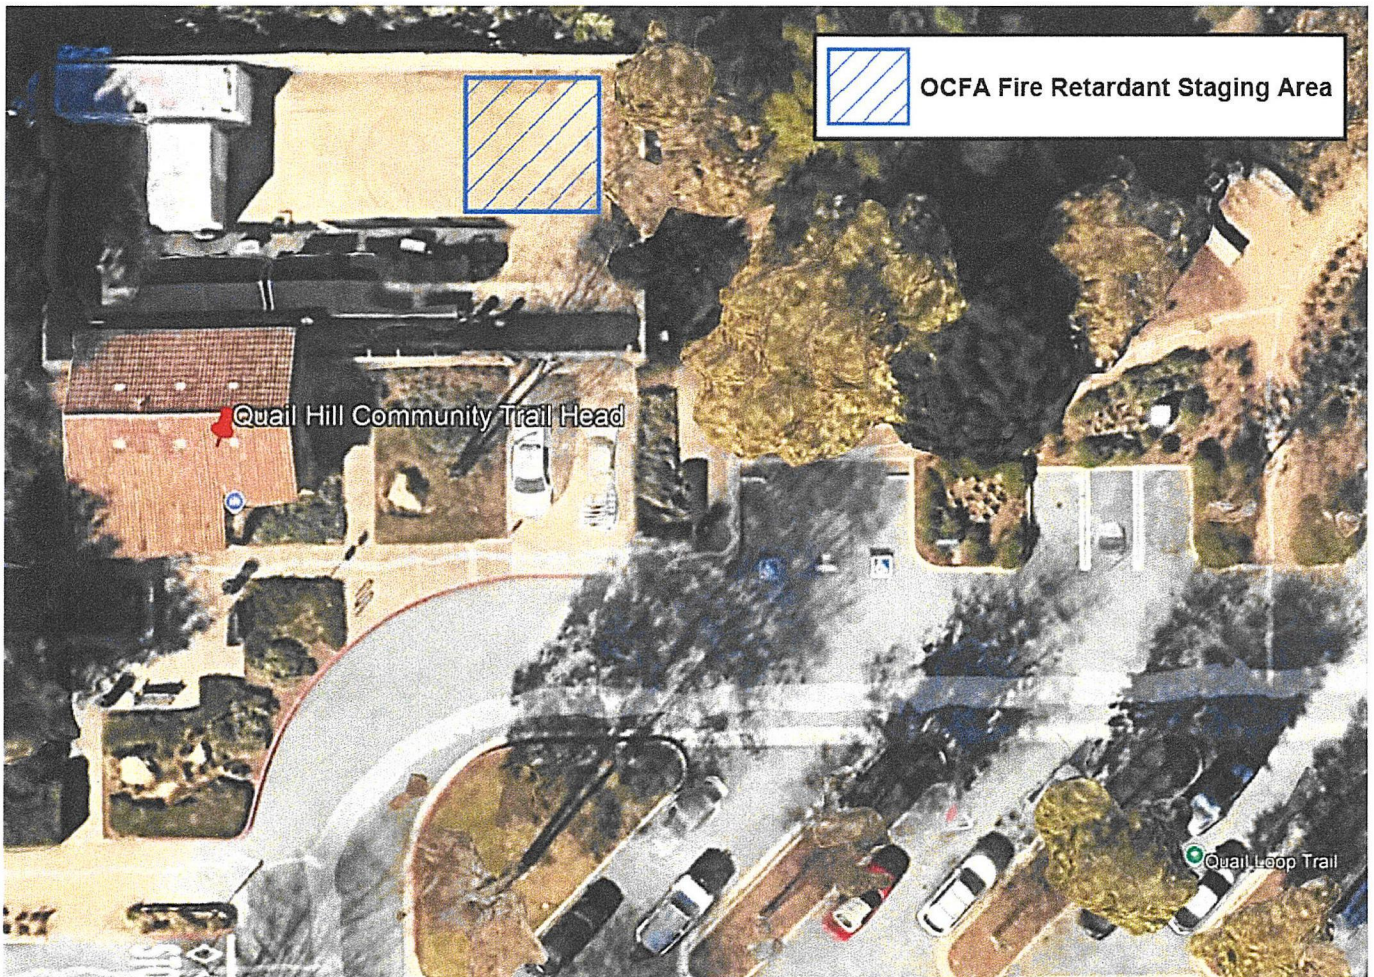 OCFA Fire Retardant Staging Area
Quail Hill Community Trail Head
Quail Loop Trail